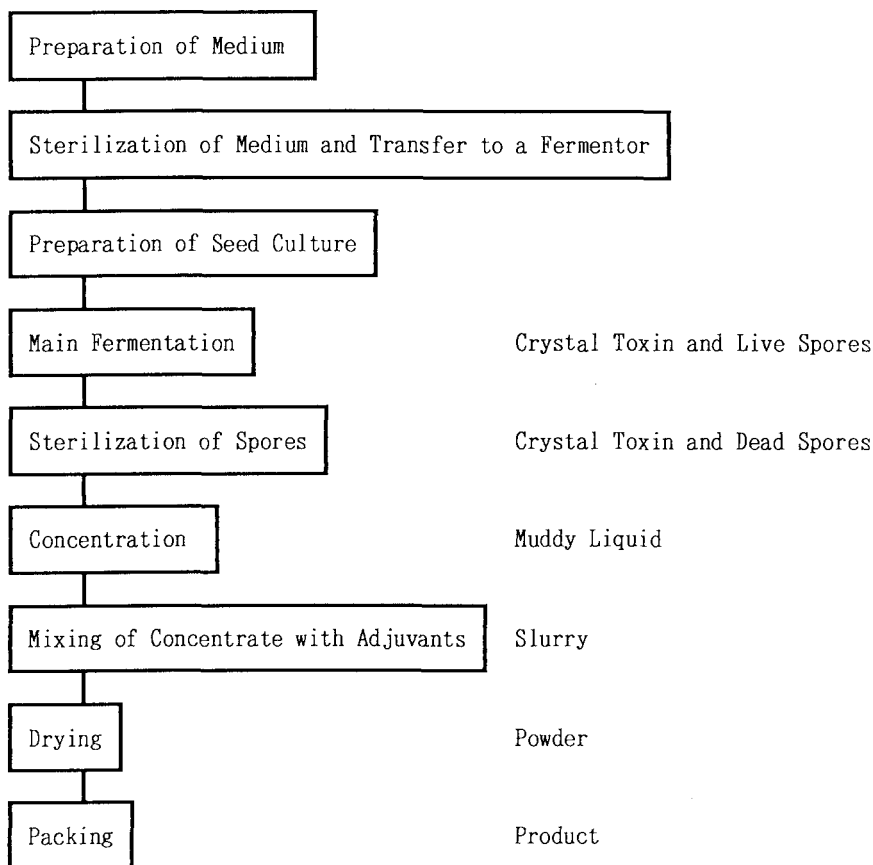 Preparation of Medium
Sterilization of Medium and Transfer to a Fermentor
Preparation of Seed Culture
Main Fermentation Crystal Toxin and Live Spores
Sterilization of Spores Crystal Toxin and Dead Spores
Concentration Muddy Liquid
Mixing of Concentrate with Adjuvants Slurry
Drying Powder
Packing Product